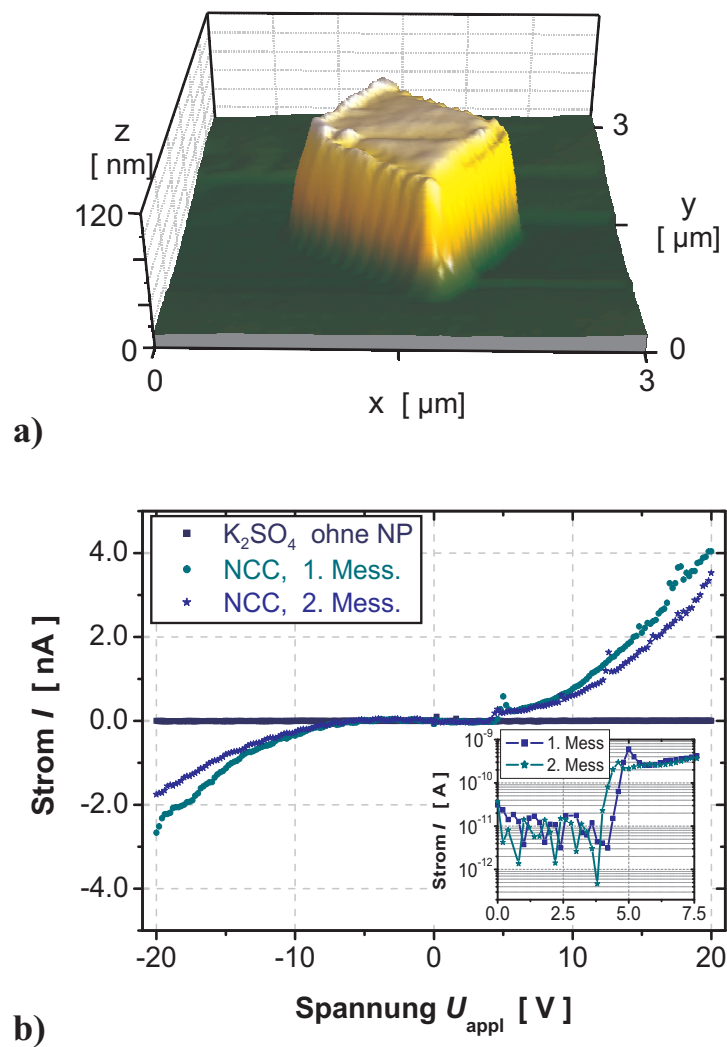 z
[ nm]
120
0
0
x [ µm]
3
0
y
[ µm]
3
a)
K₂SO₄ ohne NP
NCC, 1. Mess.
NCC, 2. Mess.
4.0
2.0
0.0
-2.0
-4.0
Strom I [ nA]
-20 -10 0 10 20
Spannung U appl [ V]
1. Mess
2. Mess
10⁻⁹
10⁻¹⁰
10⁻¹¹
10⁻¹²
Strom I [ A]
0.0 2.5 5.0 7.5
b)